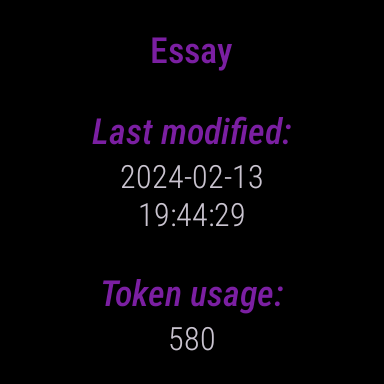 Essay
Last modified:
2024-02-13
19:44:29
Token usage:
580